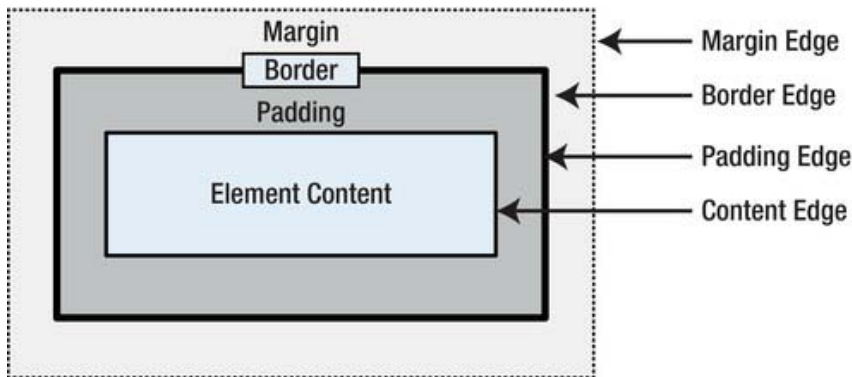 Margin
Border
Padding
Element Content
Margin Edge
Border Edge
Padding Edge
Content Edge